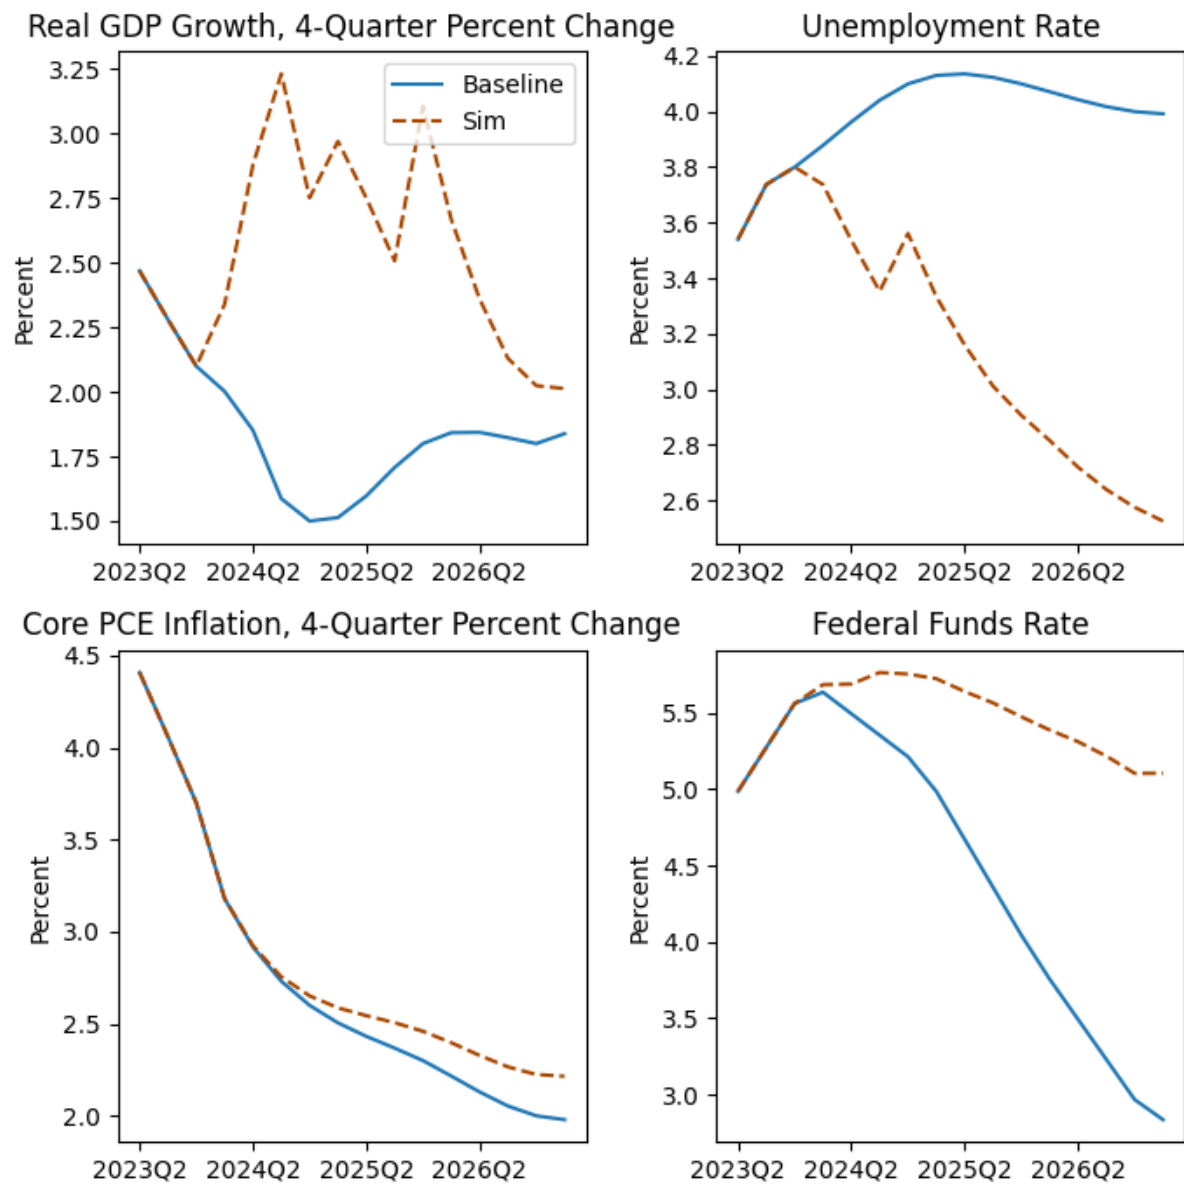 Real GDP Growth, 4-Quarter Percent Change
Percent
3.25
3.00
2.75
2.50
2.25
2.00
1.75
1.50
2023Q2 2024Q2 2025Q2 2026Q2
Baseline
Sim
Unemployment Rate
4.2
4.0
3.8
3.6
3.4
3.2
3.0
2.8
2.6
2023Q2 2024Q2 2025Q2 2026Q2
Core PCE Inflation, 4-Quarter Percent Change
Percent
4.5
4.0
3.5
3.0
2.5
2.0
2023Q2 2024Q2 2025Q2 2026Q2
Federal Funds Rate
Percent
5.5
5.0
4.5
4.0
3.5
3.0
2023Q2 2024Q2 2025Q2 2026Q2
Percent